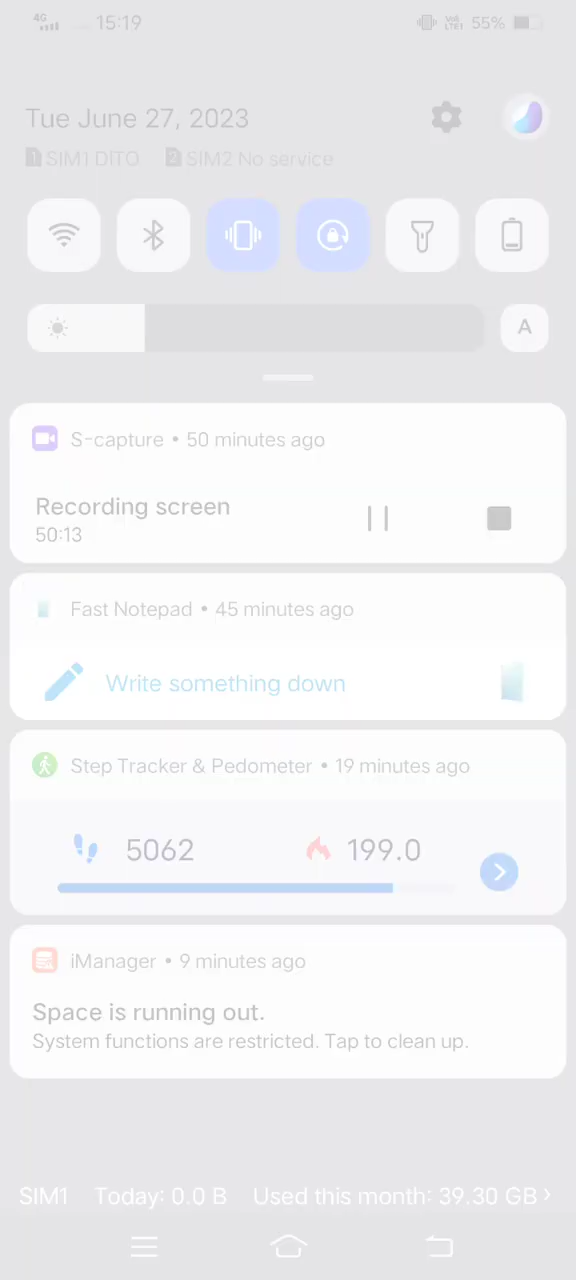 4G 15:19 VoLTE1 55%
Tue June 27, 2023
1 SIM1 DITO 2 SIM2 No service
A
S-capture • 50 minutes ago
Recording screen
50:13
Fast Notepad • 45 minutes ago
Write something down
Step Tracker & Pedometer • 19 minutes ago
5062 199.0
iManager • 9 minutes ago
Space is running out.
System functions are restricted. Tap to clean up.
SIM1 Today: 0.0 B Used this month: 39.30 GB ›